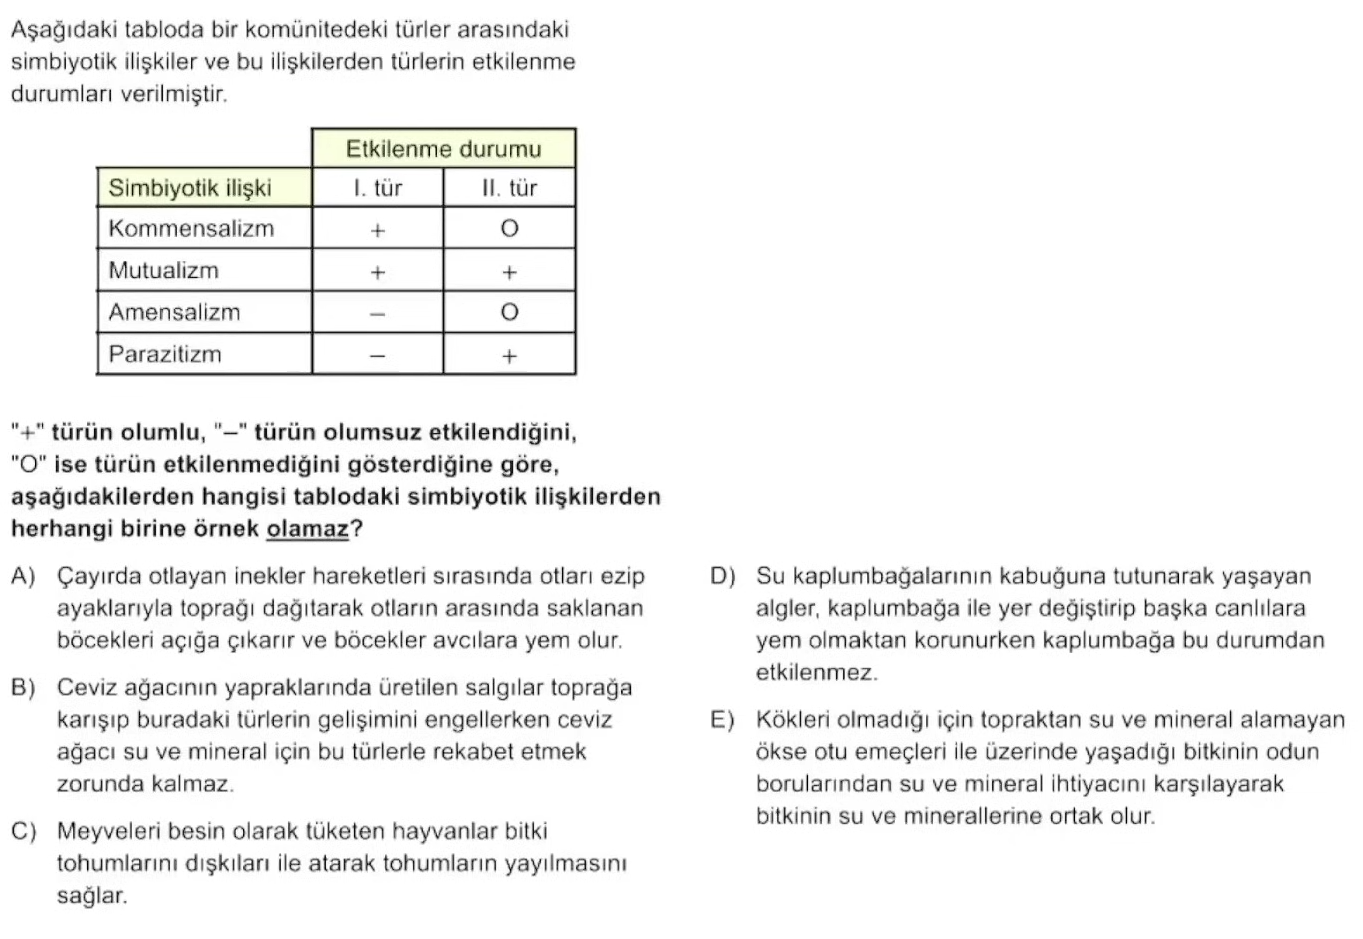 Aşağıdaki tabloda bir komünitedeki türler arasındaki
simbiyotik ilişkiler ve bu ilişkilerden türlerin etkilenme
durumları verilmiştir.
Etkilenme durumu
Simbiyotik ilişki I. tür II. tür
Kommensalizm + O
Mutualizm + +
Amensalizm – O
Parazitizm – +
"+" türün olumlu, "–" türün olumsuz etkilendiğini,
"O" ise türün etkilenmediğini gösterdiğine göre,
aşağıdakilerden hangisi tablodaki simbiyotik ilişkilerden
herhangi birine örnek olamaz?
A) Çayırda otlayan inekler hareketleri sırasında otları ezip
ayaklarıyla toprağı dağıtarak otların arasında saklanan
böcekleri açığa çıkarır ve böcekler avcılara yem olur.
B) Ceviz ağacının yapraklarında üretilen salgılar toprağa
karışıp buradaki türlerin gelişimini engellerken ceviz
ağacı su ve mineral için bu türlerle rekabet etmek
zorunda kalmaz.
C) Meyveleri besin olarak tüketen hayvanlar bitki
tohumlarını dışkıları ile atarak tohumların yayılmasını
sağlar.
D) Su kaplumbağalarının kabuğuna tutunarak yaşayan
algler, kaplumbağa ile yer değiştirip başka canlılara
yem olmaktan korunurken kaplumbağa bu durumdan
etkilenmez.
E) Kökleri olmadığı için topraktan su ve mineral alamayan
ökse otu emeçleri ile üzerinde yaşadığı bitkinin odun
borularından su ve mineral ihtiyacını karşılayarak
bitkinin su ve minerallerine ortak olur.